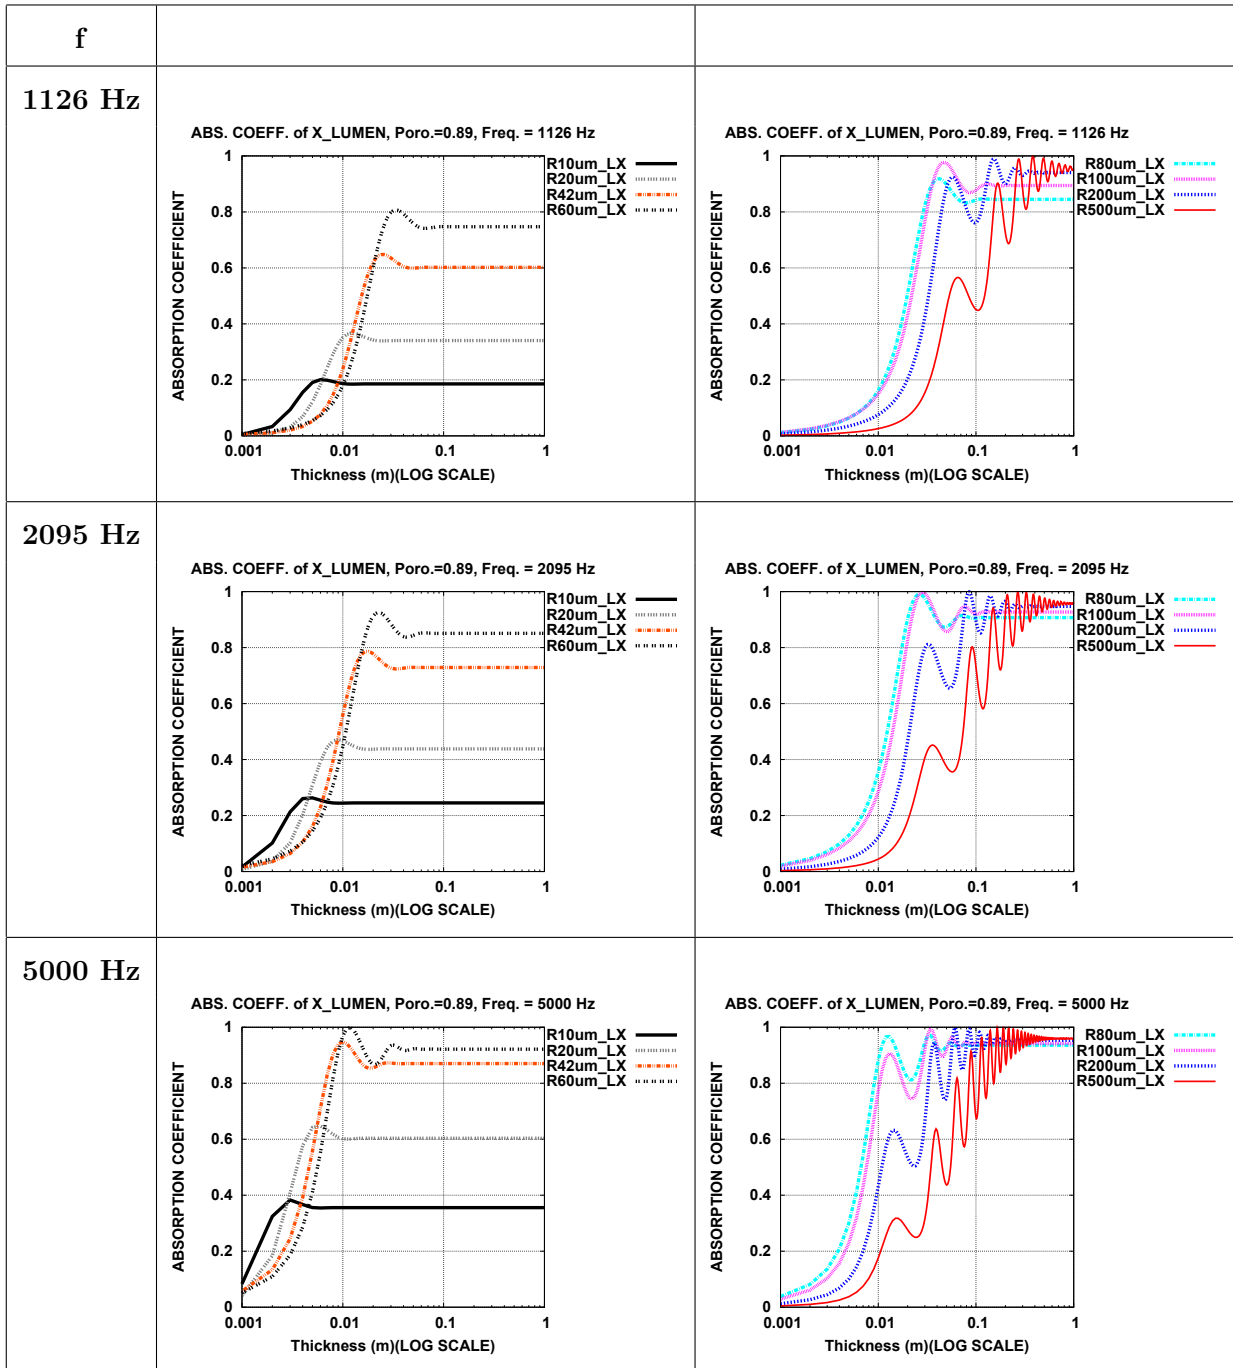 f
1126 Hz
ABS. COEFF. of X_LUMEN, Poro.=0.89, Freq. = 1126 Hz
R10um_LX
R20um_LX
R42um_LX
R60um_LX
ABSORPTION COEFFICIENT
1
0.8
0.6
0.4
0.2
0
0.001
0.01
0.1
1
Thickness (m)(LOG SCALE)
ABS. COEFF. of X_LUMEN, Poro.=0.89, Freq. = 1126 Hz
R80um_LX
R100um_LX
R200um_LX
R500um_LX
ABSORPTION COEFFICIENT
1
0.8
0.6
0.4
0.2
0
0.001
0.01
0.1
1
Thickness (m)(LOG SCALE)
2095 Hz
ABS. COEFF. of X_LUMEN, Poro.=0.89, Freq. = 2095 Hz
R10um_LX
R20um_LX
R42um_LX
R60um_LX
ABSORPTION COEFFICIENT
1
0.8
0.6
0.4
0.2
0
0.001
0.01
0.1
1
Thickness (m)(LOG SCALE)
ABS. COEFF. of X_LUMEN, Poro.=0.89, Freq. = 2095 Hz
R80um_LX
R100um_LX
R200um_LX
R500um_LX
ABSORPTION COEFFICIENT
1
0.8
0.6
0.4
0.2
0
0.001
0.01
0.1
1
Thickness (m)(LOG SCALE)
5000 Hz
ABS. COEFF. of X_LUMEN, Poro.=0.89, Freq. = 5000 Hz
R10um_LX
R20um_LX
R42um_LX
R60um_LX
ABSORPTION COEFFICIENT
1
0.8
0.6
0.4
0.2
0
0.001
0.01
0.1
1
Thickness (m)(LOG SCALE)
ABS. COEFF. of X_LUMEN, Poro.=0.89, Freq. = 5000 Hz
R80um_LX
R100um_LX
R200um_LX
R500um_LX
ABSORPTION COEFFICIENT
1
0.8
0.6
0.4
0.2
0
0.001
0.01
0.1
1
Thickness (m)(LOG SCALE)